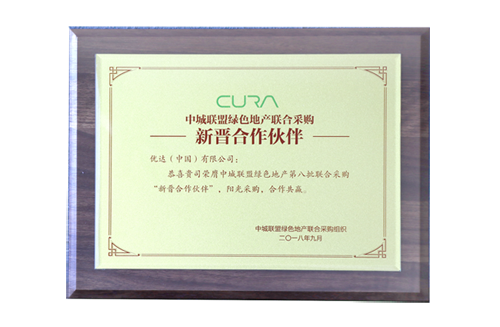 CURA
中城联盟绿色地产联合采购
新晋合作伙伴
优达（中国）有限公司：
恭喜贵司荣膺中城联盟绿色地产第八批联合采购
“新晋合作伙伴”，阳光采购，合作共赢。
中城联盟绿色地产联合采购组织
二〇一八年九月